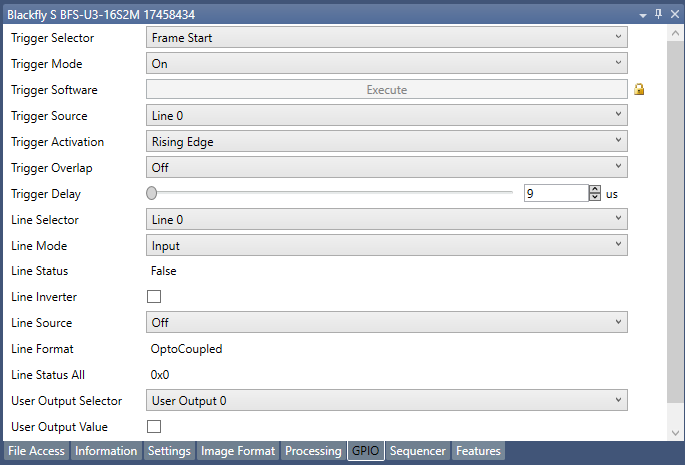 Blackfly S BFS-U3-16S2M 17458434
Trigger Selector Frame Start
Trigger Mode On
Trigger Software Execute
Trigger Source Line 0
Trigger Activation Rising Edge
Trigger Overlap Off
Trigger Delay 9 us
Line Selector Line 0
Line Mode Input
Line Status False
Line Inverter
Line Source Off
Line Format OptoCoupled
Line Status All 0x0
User Output Selector User Output 0
User Output Value
File Access Information Settings Image Format Processing GPIO Sequencer Features